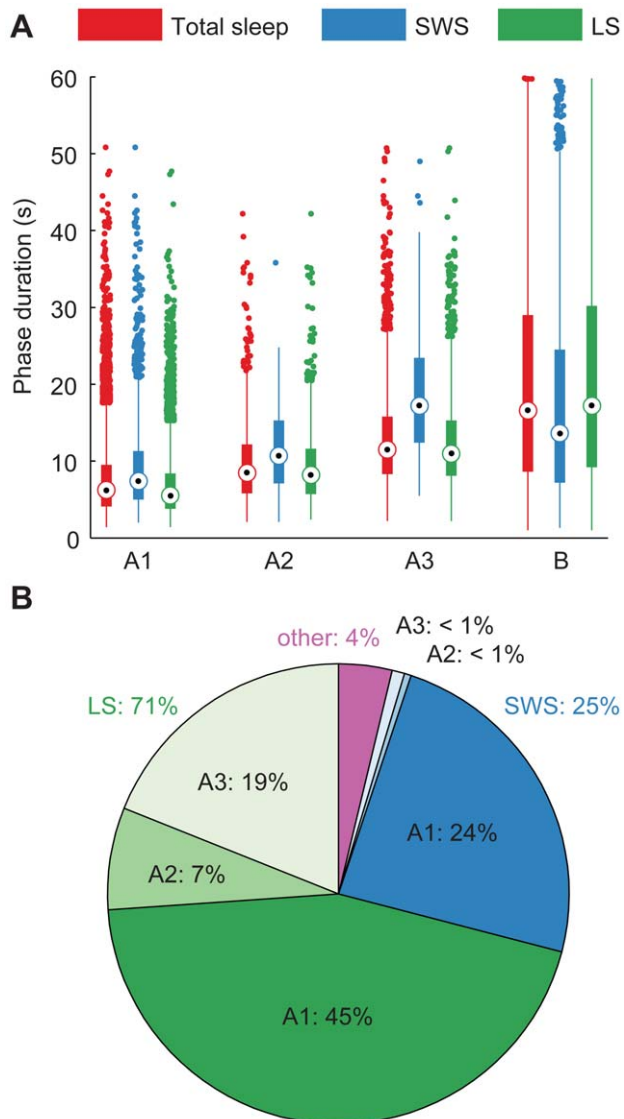 A
Total sleep SWS LS
Phase duration (s)
60
50
40
30
20
10
0
A1 A2 A3 B
B
other: 4%
A3: < 1%
A2: < 1%
LS: 71%
SWS: 25%
A3: 19%
A1: 24%
A2: 7%
A1: 45%